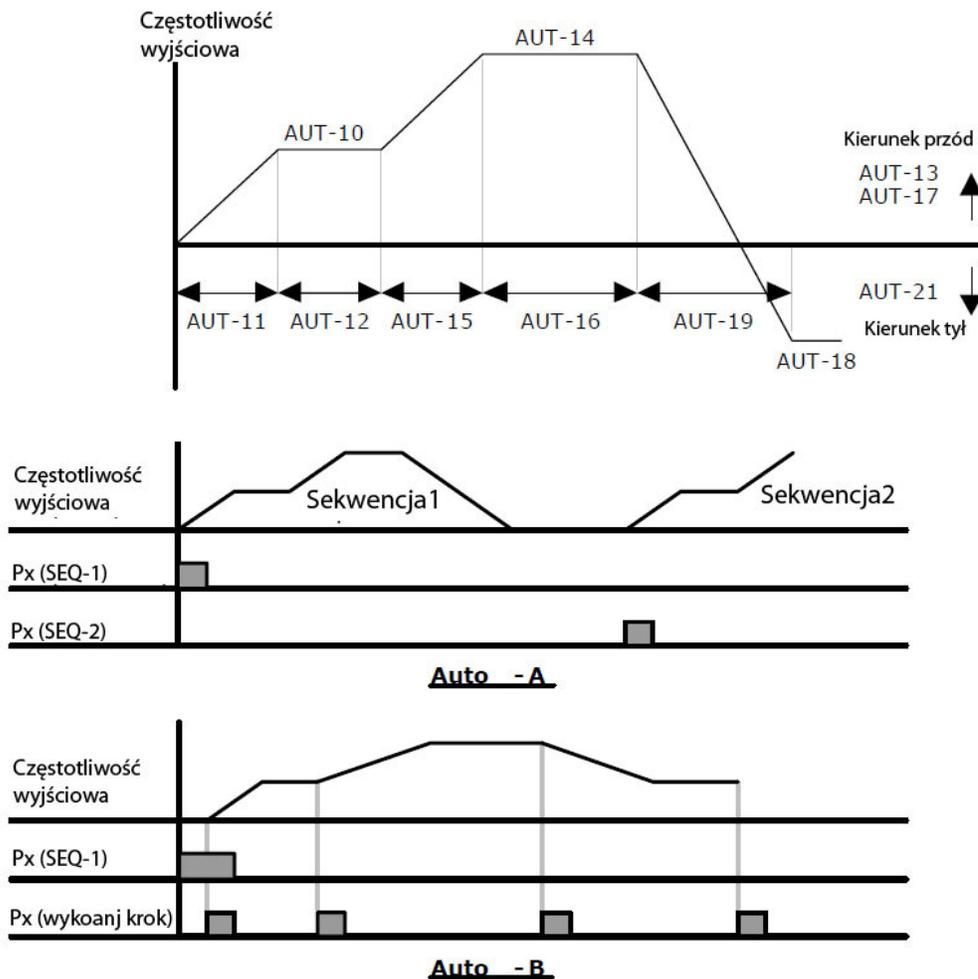 Częstotliwość
wyjściowa
AUT-14
AUT-10
Kierunek przód
AUT-13
AUT-17
AUT-21
Kierunek tył
AUT-11
AUT-12
AUT-15
AUT-16
AUT-19
AUT-18
Częstotliwość
wyjściowa
Sekwencja1
Sekwencja2
Px (SEQ-1)
Px (SEQ-2)
Auto -A
Częstotliwość
wyjściowa
Px (SEQ-1)
Px (wykoanj krok)
Auto -B